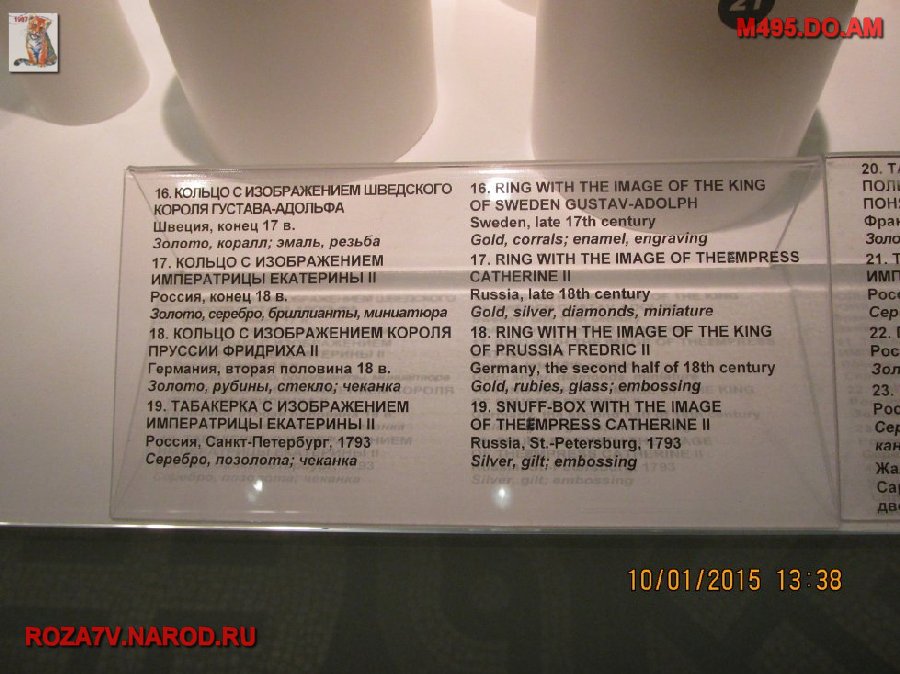 1987
21
M495.DO.AM
16. КОЛЬЦО С ИЗОБРАЖЕНИЕМ ШВЕДСКОГО
КОРОЛЯ ГУСТАВА-АДОЛЬФА
Швеция, конец 17 в.
Золото, коралл; эмаль, резьба
17. КОЛЬЦО С ИЗОБРАЖЕНИЕМ
ИМПЕРАТРИЦЫ ЕКАТЕРИНЫ II
Россия, конец 18 в.
Золото, серебро, бриллианты, миниатюра
18. КОЛЬЦО С ИЗОБРАЖЕНИЕМ КОРОЛЯ
ПРУССИИ ФРИДРИХА II
Германия, вторая половина 18 в.
Золото, рубины, стекло; чеканка
19. ТАБАКЕРКА С ИЗОБРАЖЕНИЕМ
ИМПЕРАТРИЦЫ ЕКАТЕРИНЫ II
Россия, Санкт-Петербург, 1793
Серебро, позолота; чеканка
16. RING WITH THE IMAGE OF THE KING
OF SWEDEN GUSTAV-ADOLPH
Sweden, late 17th century
Gold, corrals; enamel, engraving
17. RING WITH THE IMAGE OF THEEMPRESS
CATHERINE II
Russia, late 18th century
Gold, silver, diamonds, miniature
18. RING WITH THE IMAGE OF THE KING
OF PRUSSIA FREDRIC II
Germany, the second half of 18th century
Gold, rubies, glass; embossing
19. SNUFF-BOX WITH THE IMAGE
OF THEEMPRESS CATHERINE II
Russia, St.-Petersburg, 1793
Silver, gilt; embossing
20.
21.
22.
23.
10/01/2015 13:38
ROZA7V.NAROD.RU